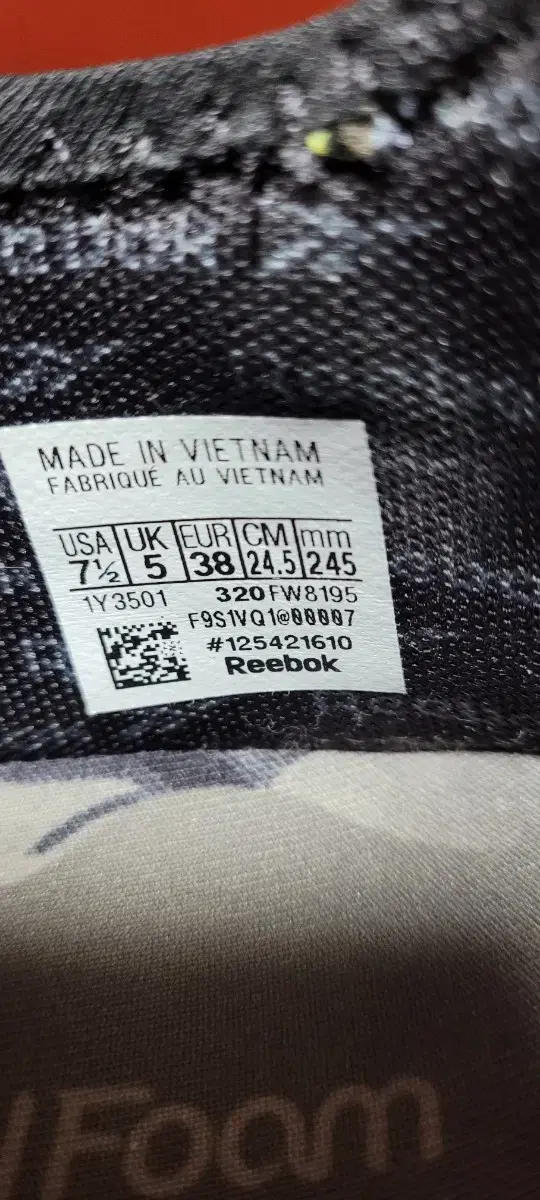 MADE IN VIETNAM
FABRIQUÉ AU VIETNAM
USA UK EUR CM mm
7½ 5 38 24.5 245
1Y3501 320 FW8195
F9S1VQ1@00007
#125421610
Reebok
Foam